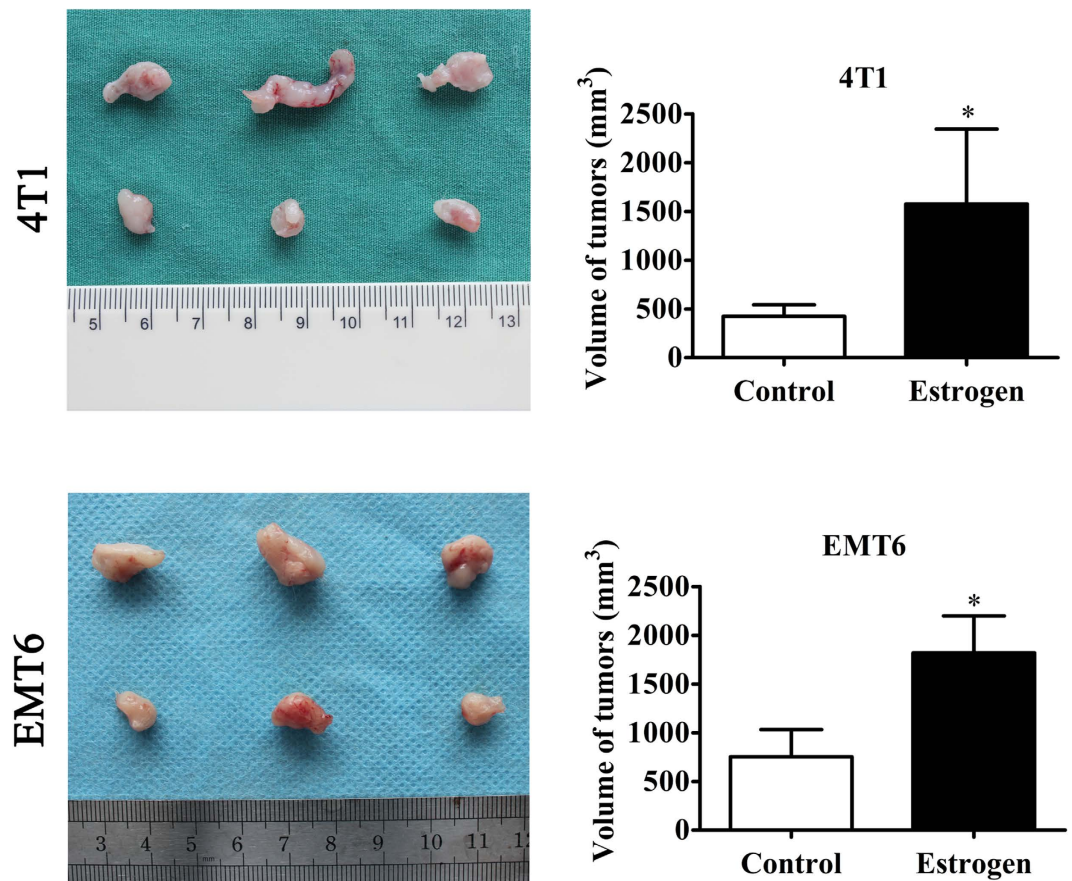 4T1
5 6 7 8 9 10 11 12 13
4T1
Volume of tumors (mm³)
2500
2000
1500
1000
500
0
*
Control Estrogen
EMT6
3 4 5 6 7 8 9 10 11 12
mm
EMT6
Volume of tumors (mm³)
2500
2000
1500
1000
500
0
*
Control Estrogen